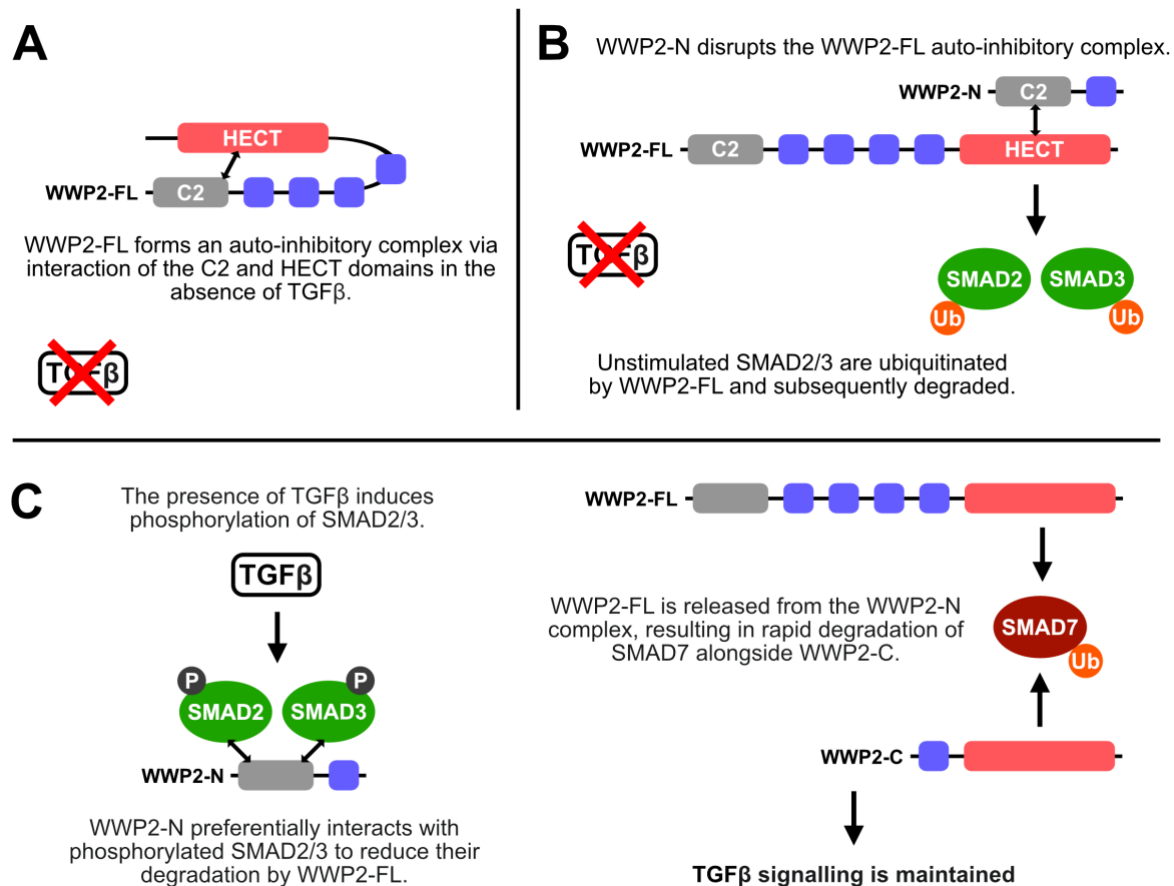 A
HECT
WWP2-FL
C2
WWP2-FL forms an auto-inhibitory complex via
interaction of the C2 and HECT domains in the
absence of TGFβ.
TGFβ
B
WWP2-N disrupts the WWP2-FL auto-inhibitory complex.
WWP2-N
C2
WWP2-FL
C2
HECT
TGFβ
SMAD2
SMAD3
Ub
Ub
Unstimulated SMAD2/3 are ubiquitinated
by WWP2-FL and subsequently degraded.
C
The presence of TGFβ induces
phosphorylation of SMAD2/3.
TGFβ
P
P
SMAD2
SMAD3
WWP2-N
WWP2-N preferentially interacts with
phosphorylated SMAD2/3 to reduce their
degradation by WWP2-FL.
WWP2-FL
WWP2-FL is released from the WWP2-N
complex, resulting in rapid degradation of
SMAD7 alongside WWP2-C.
SMAD7
Ub
WWP2-C
TGFβ signalling is maintained